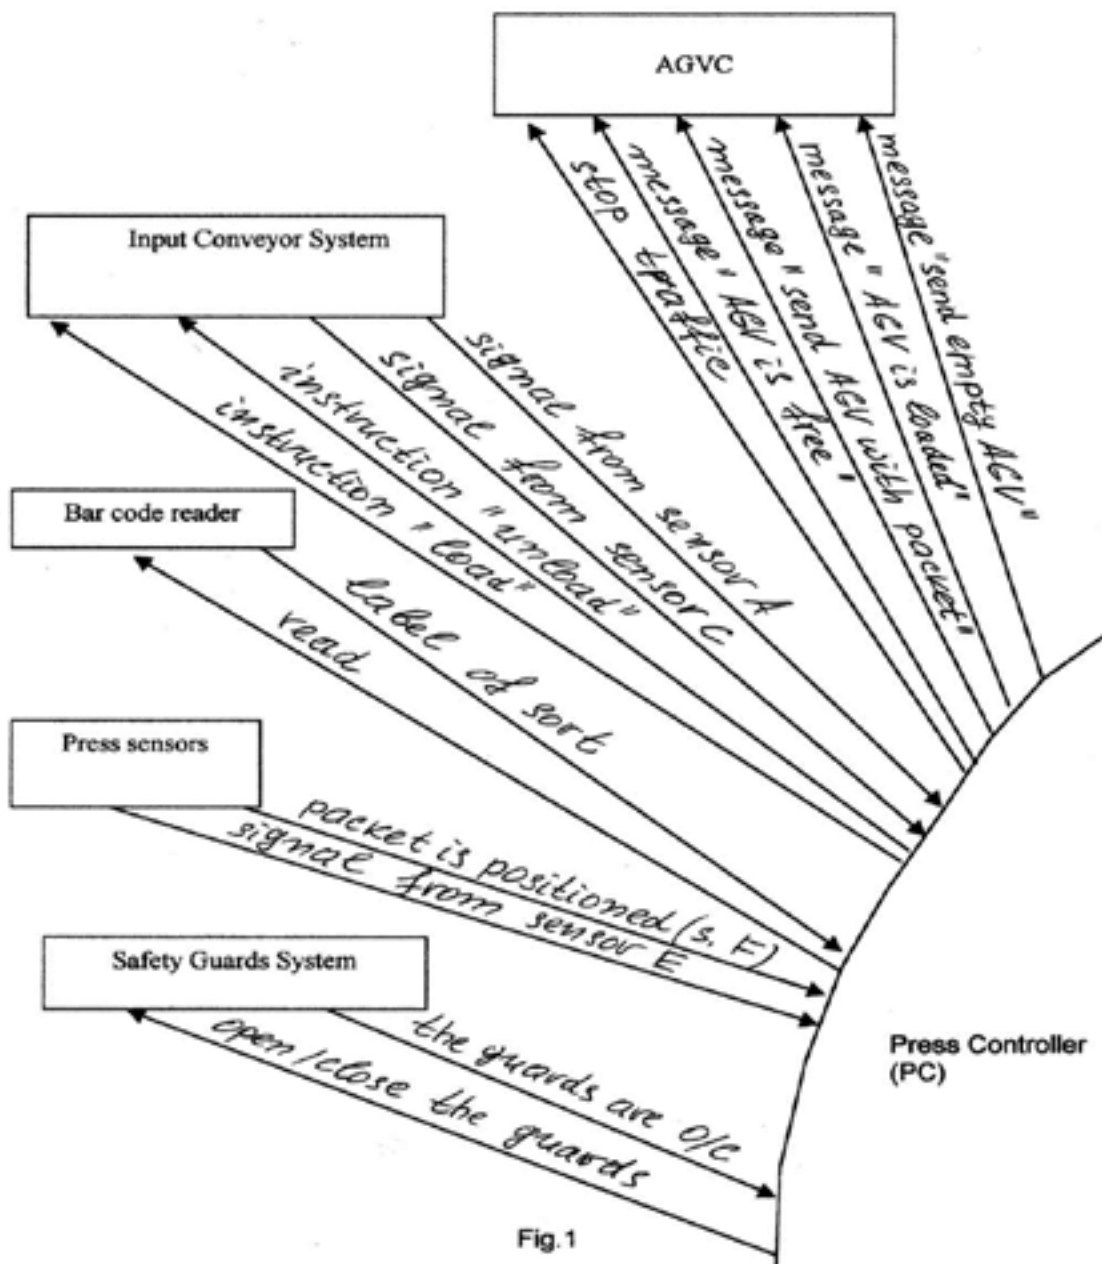 AGVC
stop traffic
message "AGV is free"
message "send AGV with packet"
message "AGV is loaded"
message "send empty AGV"
Input Conveyor System
signal from sensor A
signal from sensor C
instruction "unload"
instruction "load"
Bar code reader
label of sort
read
Press sensors
packet is positioned (s. F)
signal from sensor E
Safety Guards System
the guards are O/C
open/close the guards
Press Controller
(PC)
Fig.1